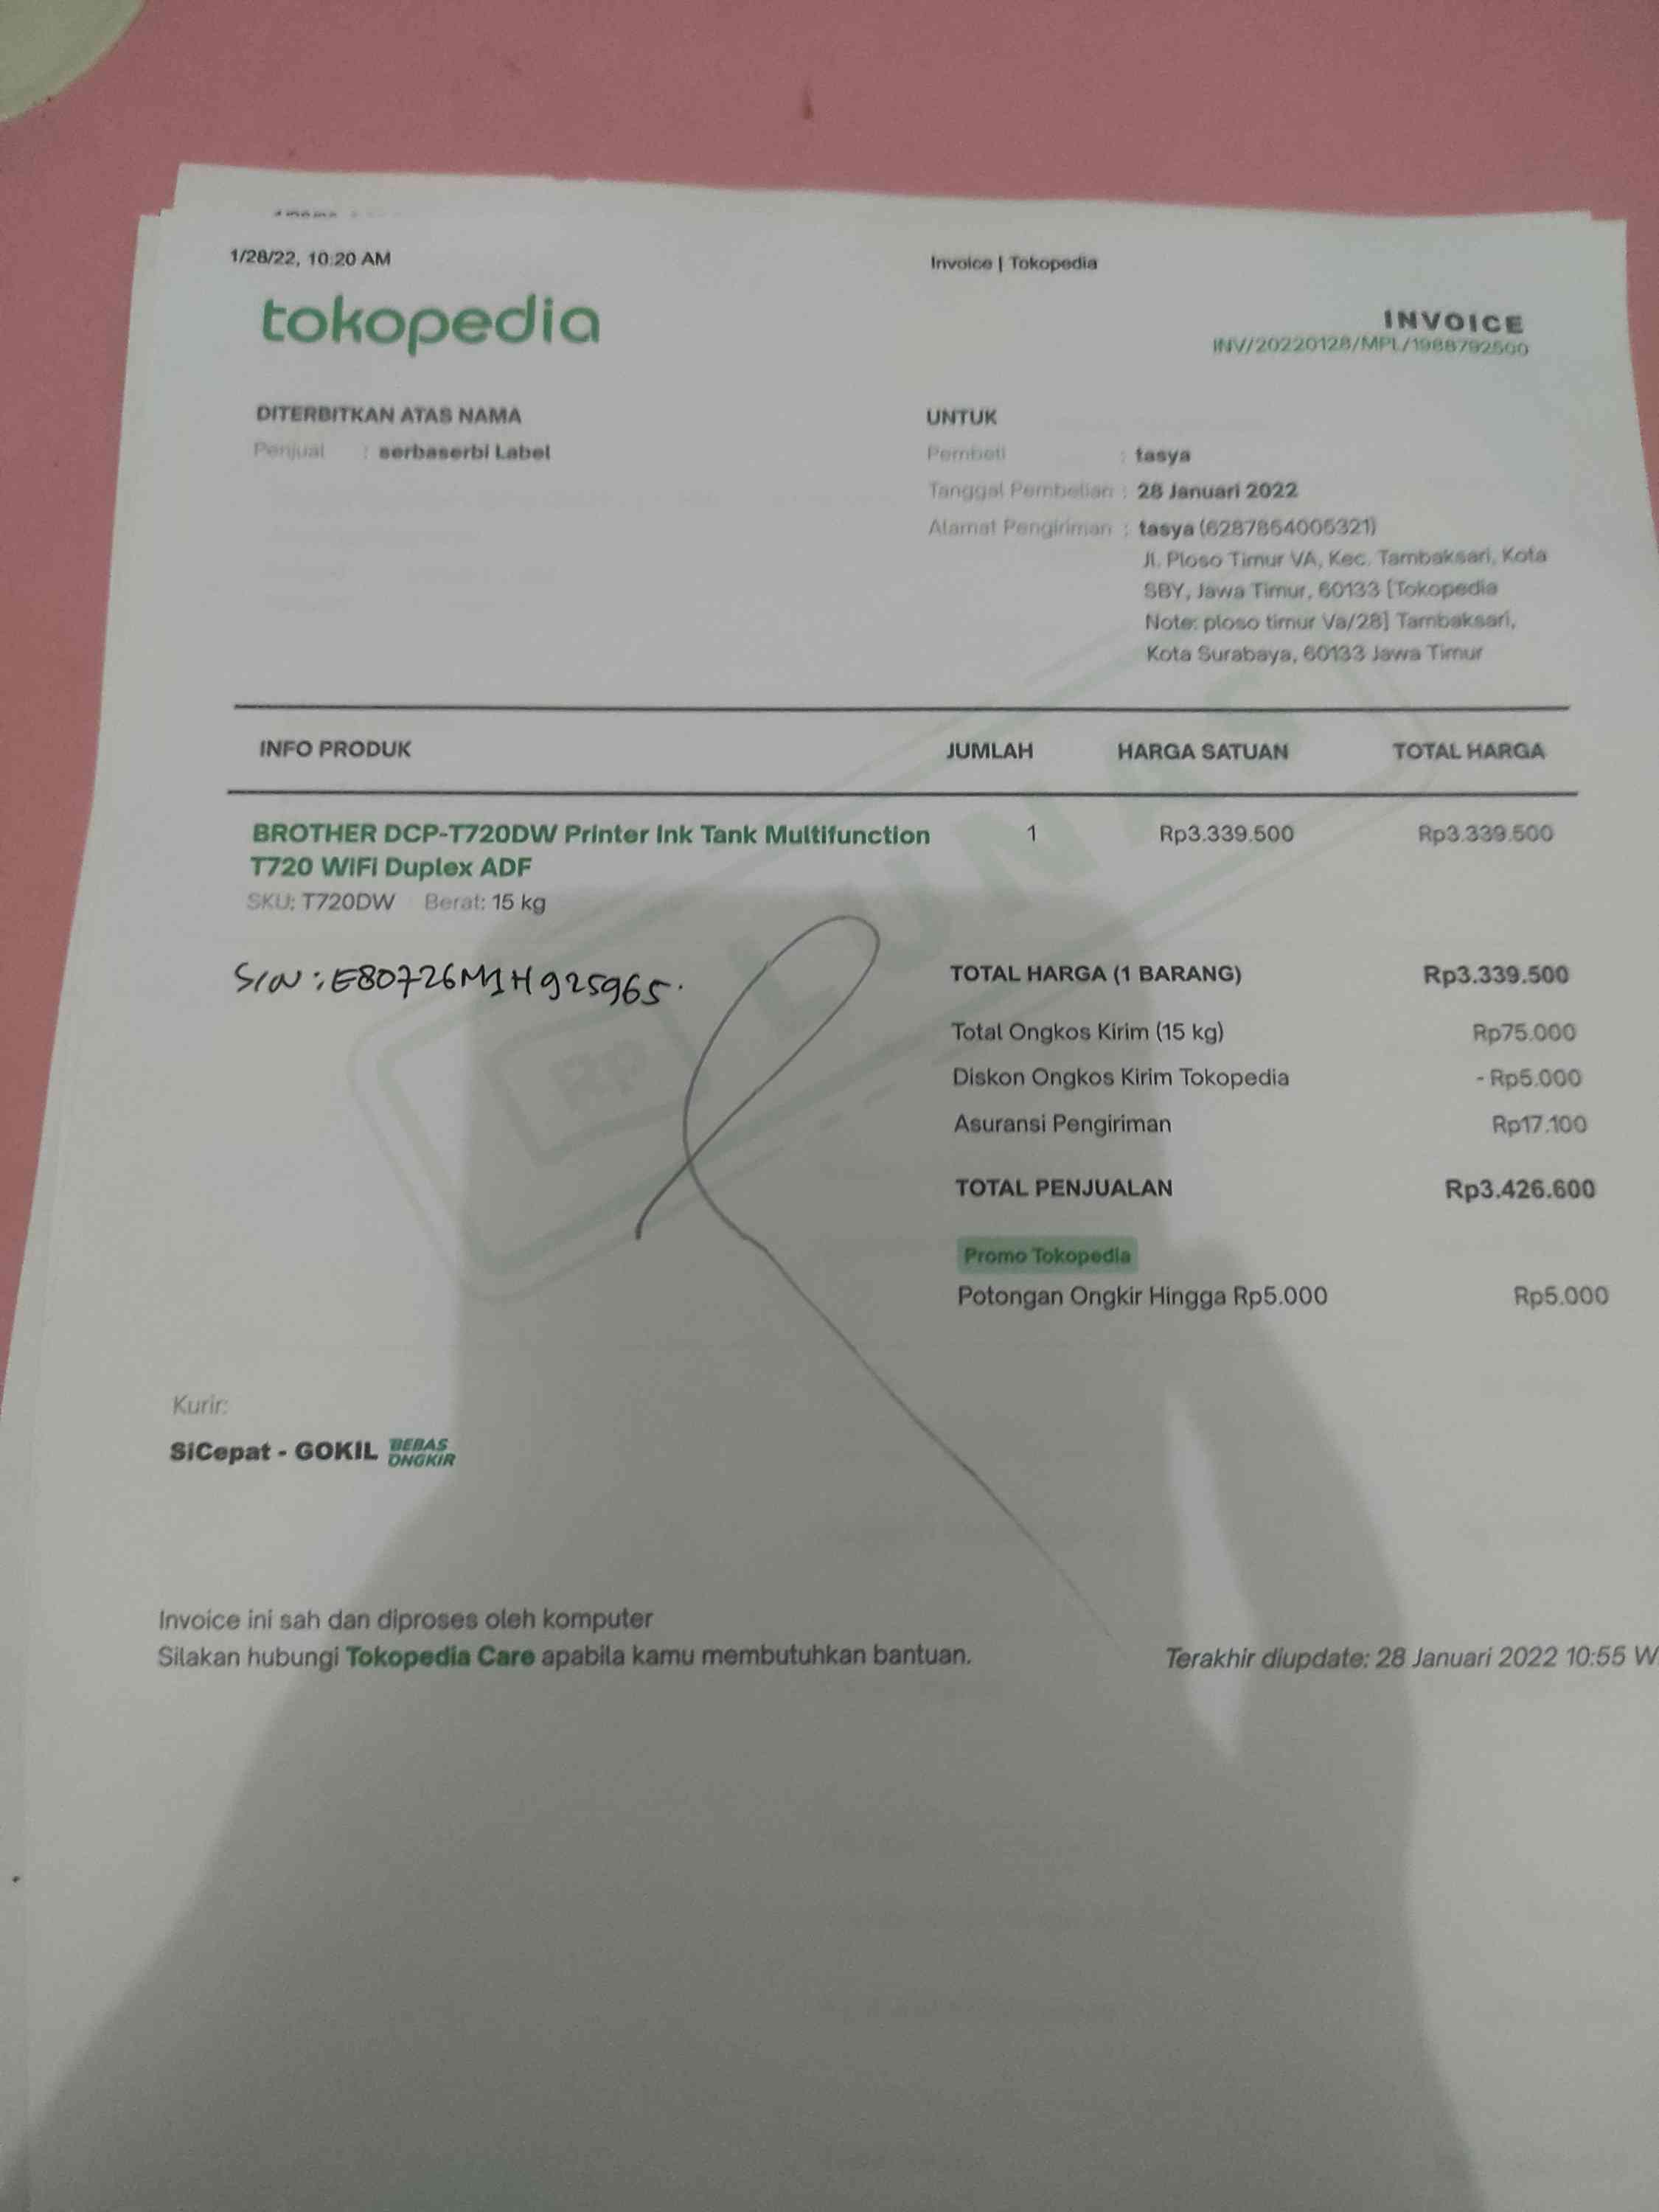 1/28/22, 10:20 AM
Invoice | Tokopedia
tokopedia
INVOICE
INV/20220128/MPL/1988792500
DITERBITKAN ATAS NAMA
Penjual : serbaserbi Label
UNTUK
Pembeli : tasya
Tanggal Pembelian : 28 Januari 2022
Alamat Pengiriman : tasya (6287854005321)
Jl. Ploso Timur VA, Kec. Tambaksari, Kota
SBY, Jawa Timur, 60133 [Tokopedia
Note: ploso timur Va/28] Tambaksari,
Kota Surabaya, 60133 Jawa Timur
INFO PRODUK JUMLAH HARGA SATUAN TOTAL HARGA
BROTHER DCP-T720DW Printer Ink Tank Multifunction 1 Rp3.339.500 Rp3.339.500
T720 WiFi Duplex ADF
SKU: T720DW Berat: 15 kg
S/N : E80726M1H925965.
LUNAS
Rp
TOTAL HARGA (1 BARANG) Rp3.339.500
Total Ongkos Kirim (15 kg) Rp75.000
Diskon Ongkos Kirim Tokopedia - Rp5.000
Asuransi Pengiriman Rp17.100
TOTAL PENJUALAN Rp3.426.600
Promo Tokopedia
Potongan Ongkir Hingga Rp5.000 Rp5.000
Kurir:
SiCepat - GOKIL BEBAS
ONGKIR
Invoice ini sah dan diproses oleh komputer
Silakan hubungi Tokopedia Care apabila kamu membutuhkan bantuan.
Terakhir diupdate: 28 Januari 2022 10:55 W